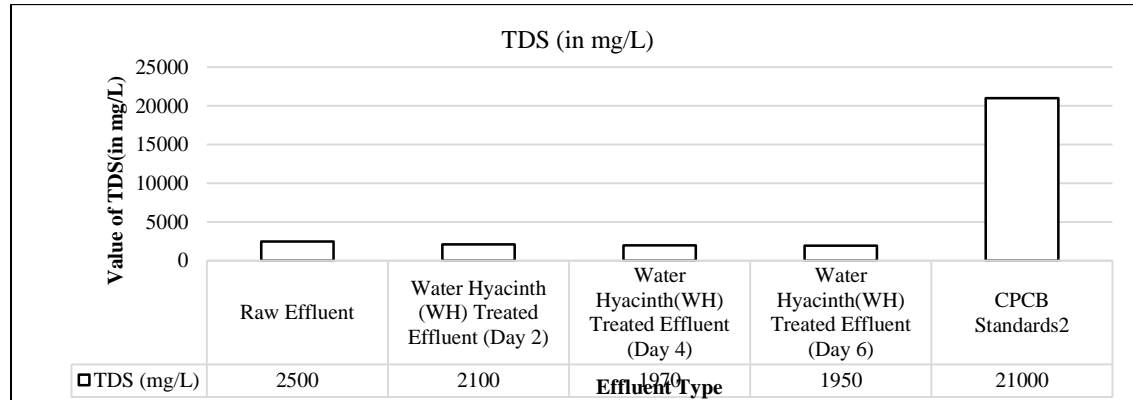 TDS (in mg/L)
Value of TDS(in mg/L)
25000
20000
15000
10000
5000
0
Raw Effluent
Water Hyacinth
(WH) Treated
Effluent (Day 2)
Water
Hyacinth(WH)
Treated Effluent
(Day 4)
Water
Hyacinth(WH)
Treated Effluent
(Day 6)
CPCB
Standards2
TDS (mg/L) 2500 2100 1970 1950 21000
Effluent Type